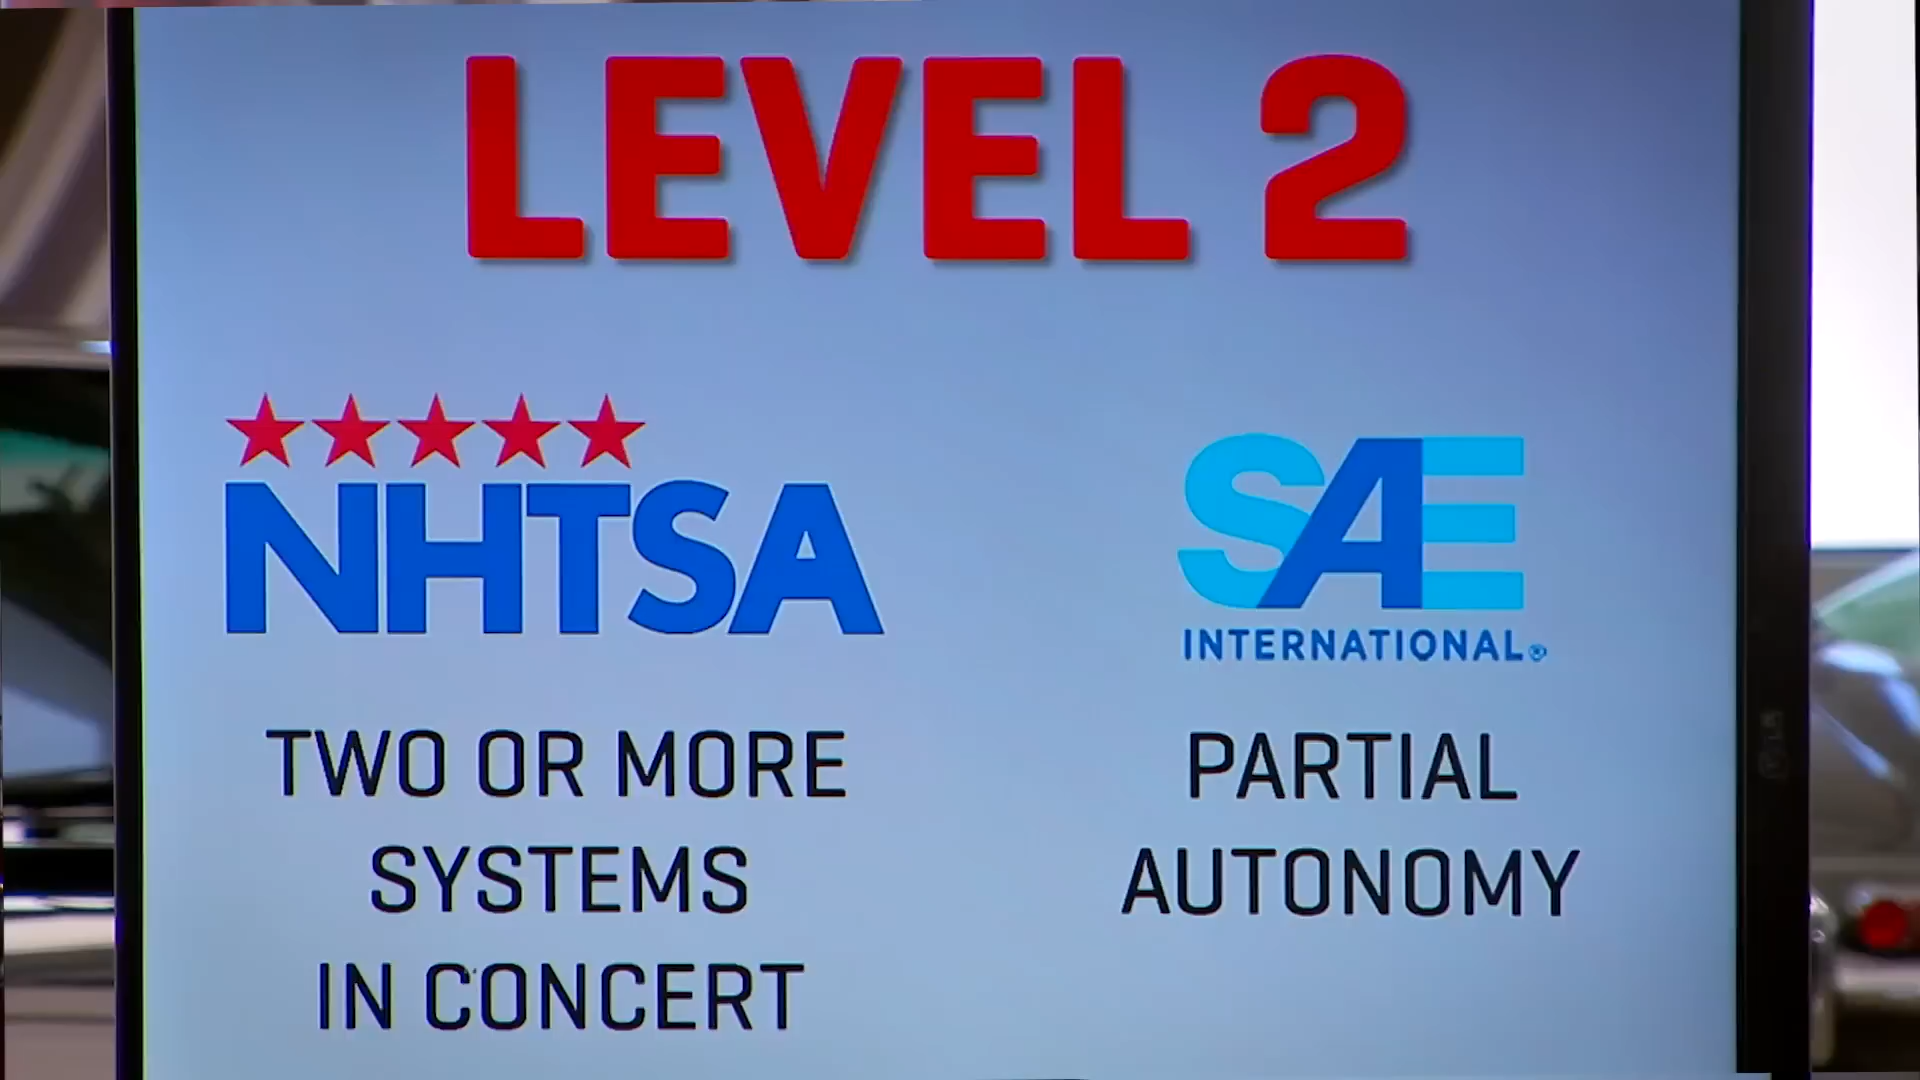 LEVEL 2
NHTSA
TWO OR MORE
SYSTEMS
IN CONCERT
SAE
INTERNATIONAL®
PARTIAL
AUTONOMY